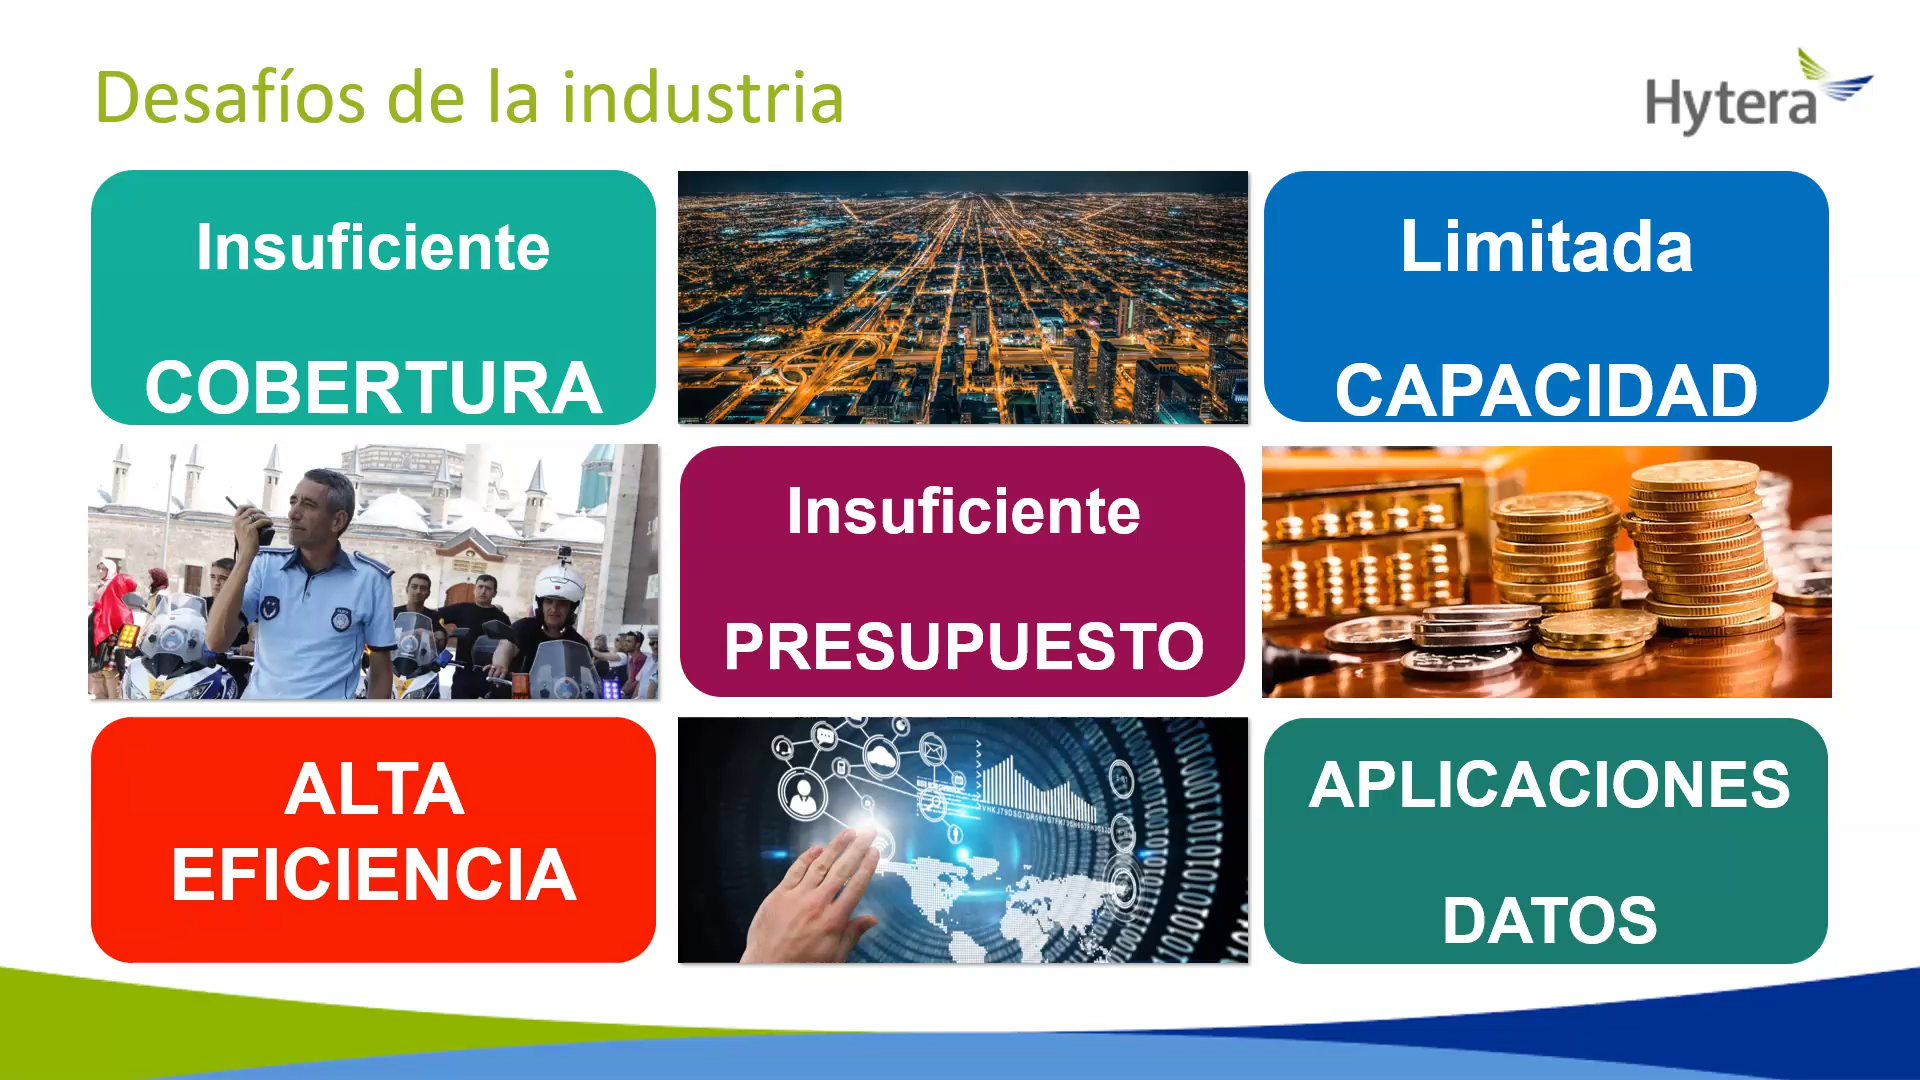 Desafíos de la industria
Hytera
Insuficiente
COBERTURA
Limitada
CAPACIDAD
Insuficiente
PRESUPUESTO
ALTA
EFICIENCIA
APLICACIONES
DATOS